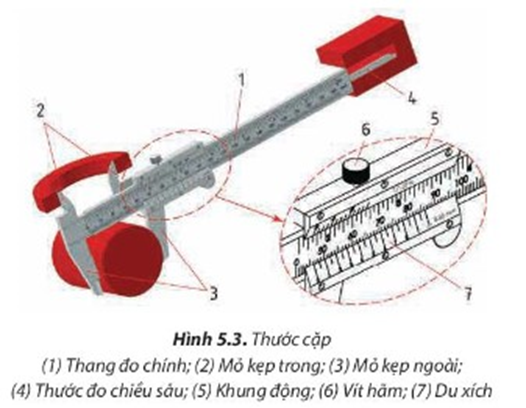 1
2
3
4
5
6
7
Hình 5.3. Thước cặp
(1) Thang đo chính; (2) Mỏ kẹp trong; (3) Mỏ kẹp ngoài;
(4) Thước đo chiều sâu; (5) Khung động; (6) Vít hãm; (7) Du xích